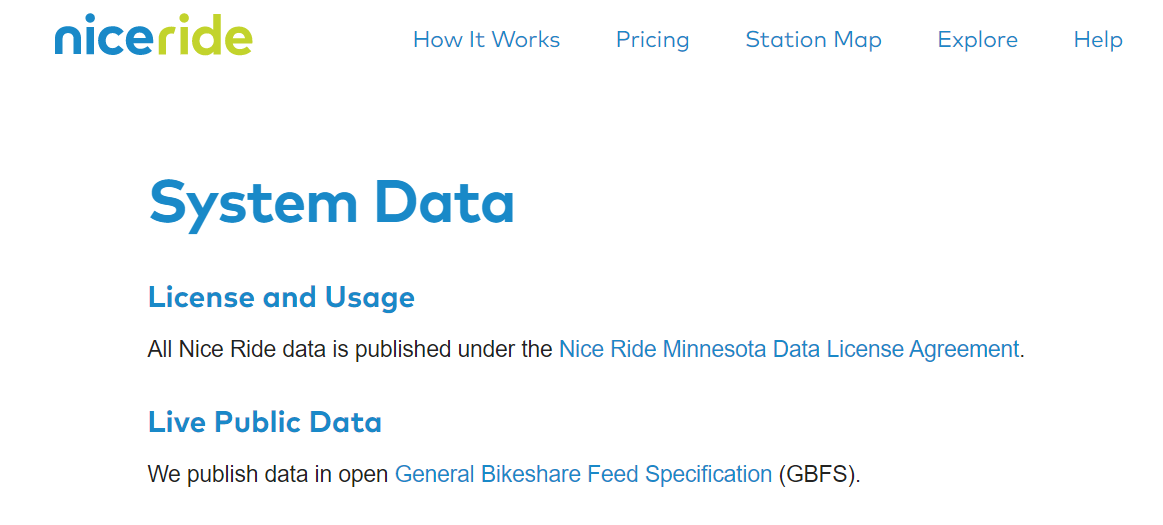 niceride
How It Works Pricing Station Map Explore Help
System Data
License and Usage
All Nice Ride data is published under the Nice Ride Minnesota Data License Agreement.
Live Public Data
We publish data in open General Bikeshare Feed Specification (GBFS).